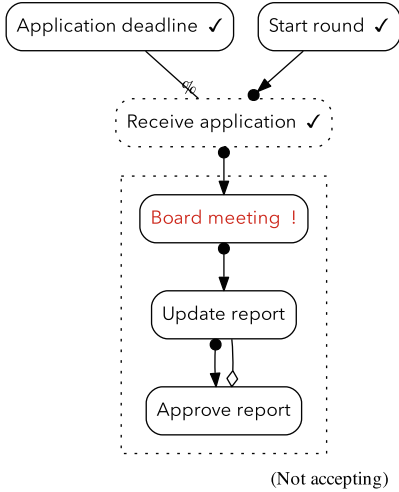 Application deadline ✓
Start round ✓
%
Receive application ✓
Board meeting !
Update report
Approve report
(Not accepting)